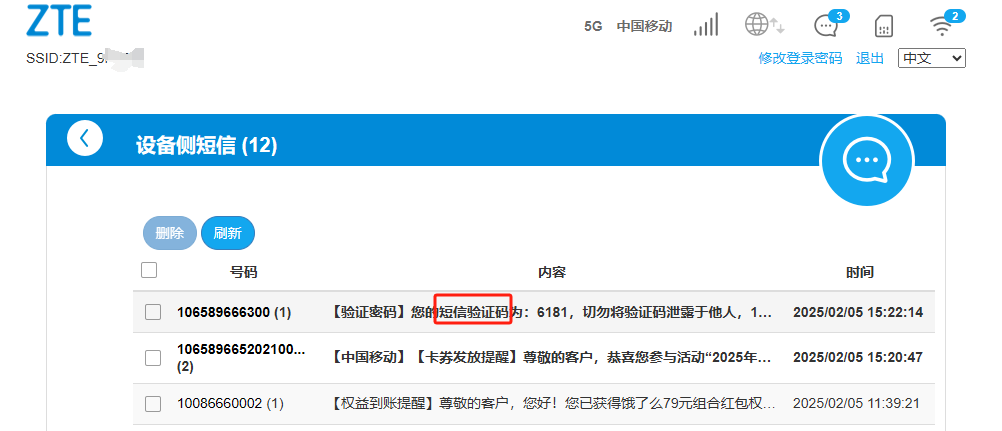 ZTE
5G 中国移动 3 2
SSID:ZTE_9
修改登录密码 退出 中文
设备侧短信 (12)
删除 刷新
号码 内容 时间
106589666300 (1) 【验证密码】您的短信验证码为：6181，切勿将验证码泄露于他人，1... 2025/02/05 15:22:14
106589665202100... 【中国移动】【卡券发放提醒】尊敬的客户，恭喜您参与活动“2025年... 2025/02/05 15:20:47
(2)
10086660002 (1) 【权益到账提醒】尊敬的客户，您好！您已获得饿了么79元组合红包权... 2025/02/05 11:39:21